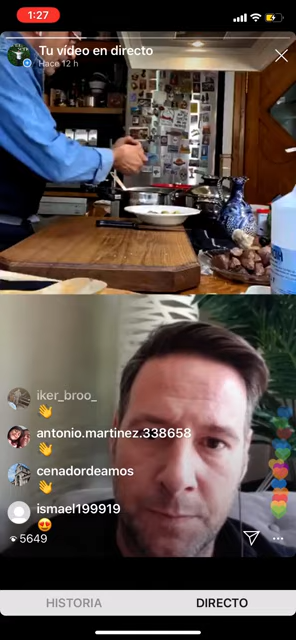 1:27
Tu vídeo en directo
Hace 12 h
iker_broo_
👋
antonio.martinez.338658
👋
cenadordeamos
👋
ismael199919
😍
5649
HISTORIA
DIRECTO